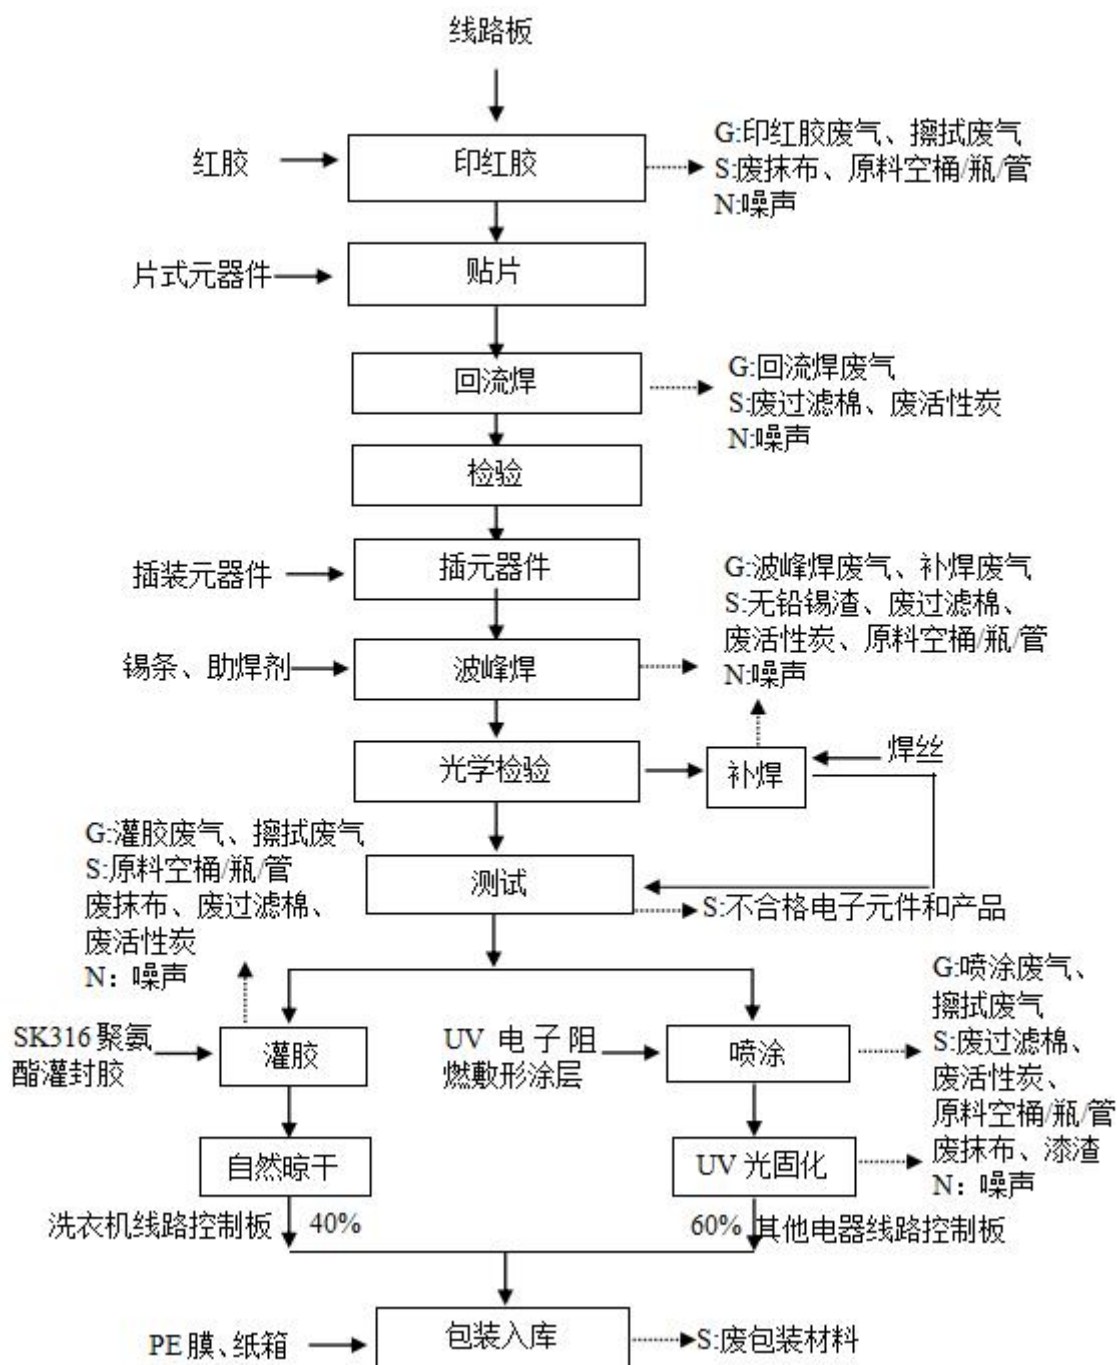 线路板
红胶
印红胶
G:印红胶废气、擦拭废气
S:废抹布、原料空桶/瓶/管
N:噪声
片式元器件
贴片
回流焊
G:回流焊废气
S:废过滤棉、废活性炭
N:噪声
检验
插装元器件
插元器件
G:波峰焊废气、补焊废气
S:无铅锡渣、废过滤棉、
废活性炭、原料空桶/瓶/管
N:噪声
锡条、助焊剂
波峰焊
光学检验
补焊
焊丝
G:灌胶废气、擦拭废气
S:原料空桶/瓶/管
废抹布、废过滤棉、
废活性炭
N：噪声
测试
S:不合格电子元件和产品
SK316 聚氨
酯灌封胶
灌胶
UV 电子阻
燃敷形涂层
喷涂
G:喷涂废气、
擦拭废气
S:废过滤棉、
废活性炭、
原料空桶/瓶/管
废抹布、漆渣
N：噪声
自然晾干
UV 光固化
洗衣机线路控制板
40%
60%
其他电器线路控制板
PE 膜、纸箱
包装入库
S:废包装材料